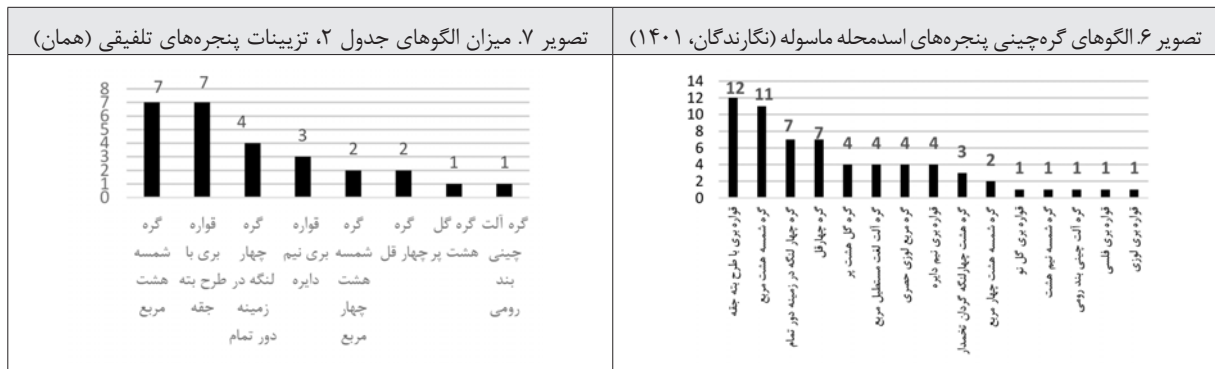 تصویر ۶. الگوهای گره‌چینی پنجره‌های اسدمحله ماسوله (نگارندگان، ۱۴۰۱)
14
12
10
8
6
4
2
0
12 11 7 7 4 4 4 4 3 2 1 1 1 1 1
قواره بری با طرح بته جقه
گره شمسه هشت مربع
گره چهار لنگه در زمینه دور تمام
گره چهارقل
گره گل هشت پر
گره آلت لغت مستطیل مربع
گره مربع لوزی حصری
قواره بری نیم دایره
گره هشت چهارلنگه گردان تخمدار
گره شمسه هشت چهار مربع
قواره بری گل نو
گره شمسه نیم هشت
گره آلت چینی بند رومی
قواره بری فلسی
قواره بری لوزی
تصویر ۷. میزان الگوهای جدول ۲، تزیینات پنجره‌های تلفیقی (همان)
8
7
6
5
4
3
2
1
0
7 7 4 3 2 2 1 1
گره
شمسه
هشت
مربع
قواره
بری با
طرح بته
جقه
گره
چهار
لنگه در
زمینه
دور تمام
قواره
بری نیم
دایره
گره
شمسه
هشت
چهار
مربع
گره
چهار قل
گره گل
هشت پر
گره آلت
چینی
بند
رومی